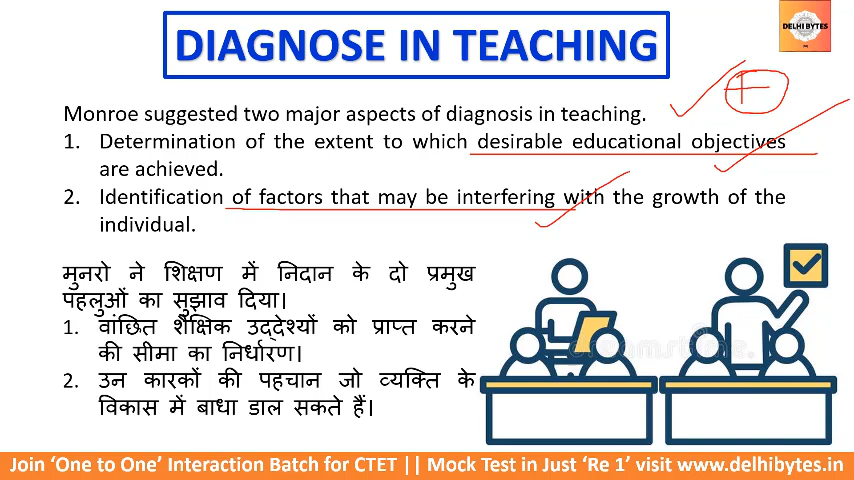 DIAGNOSE IN TEACHING
DELHI BYTES
Monroe suggested two major aspects of diagnosis in teaching.
1. Determination of the extent to which desirable educational objectives
are achieved.
2. Identification of factors that may be interfering with the growth of the
individual.
मुनरो ने शिक्षण में निदान के दो प्रमुख
पहलुओं का सुझाव दिया।
1. वांछित शैक्षिक उद्देश्यों को प्राप्त करने
की सीमा का निर्धारण।
2. उन कारकों की पहचान जो व्यक्ति के
विकास में बाधा डाल सकते हैं।
dreamstime.
Join ‘One to One’ Interaction Batch for CTET || Mock Test in Just ‘Re 1’ visit www.delhibytes.in